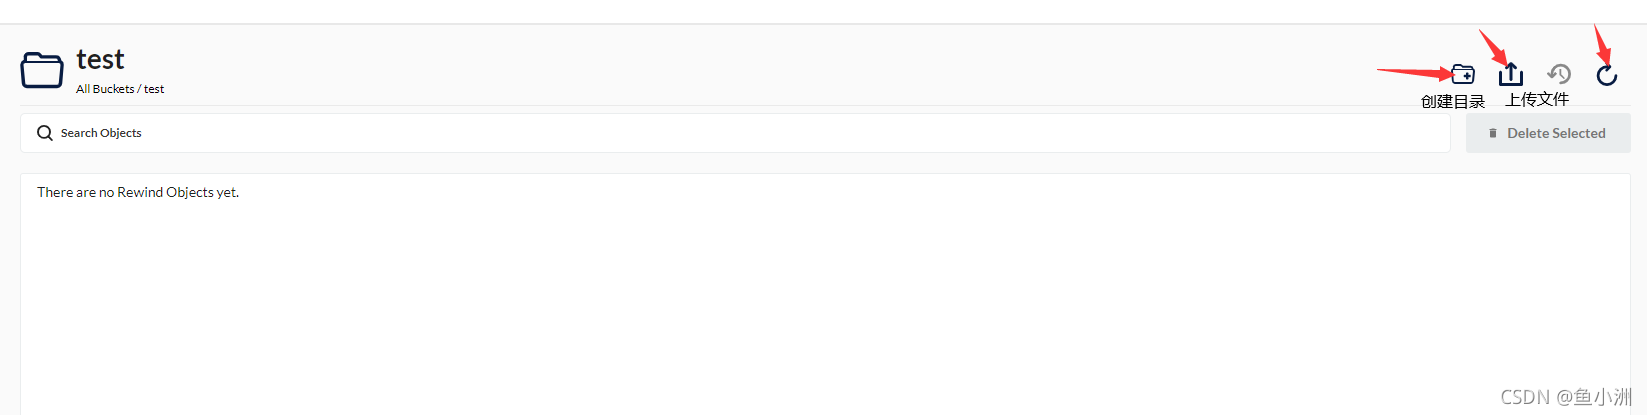 test
All Buckets / test
创建目录
上传文件
Search Objects
Delete Selected
There are no Rewind Objects yet.
CSDN @鱼小洲